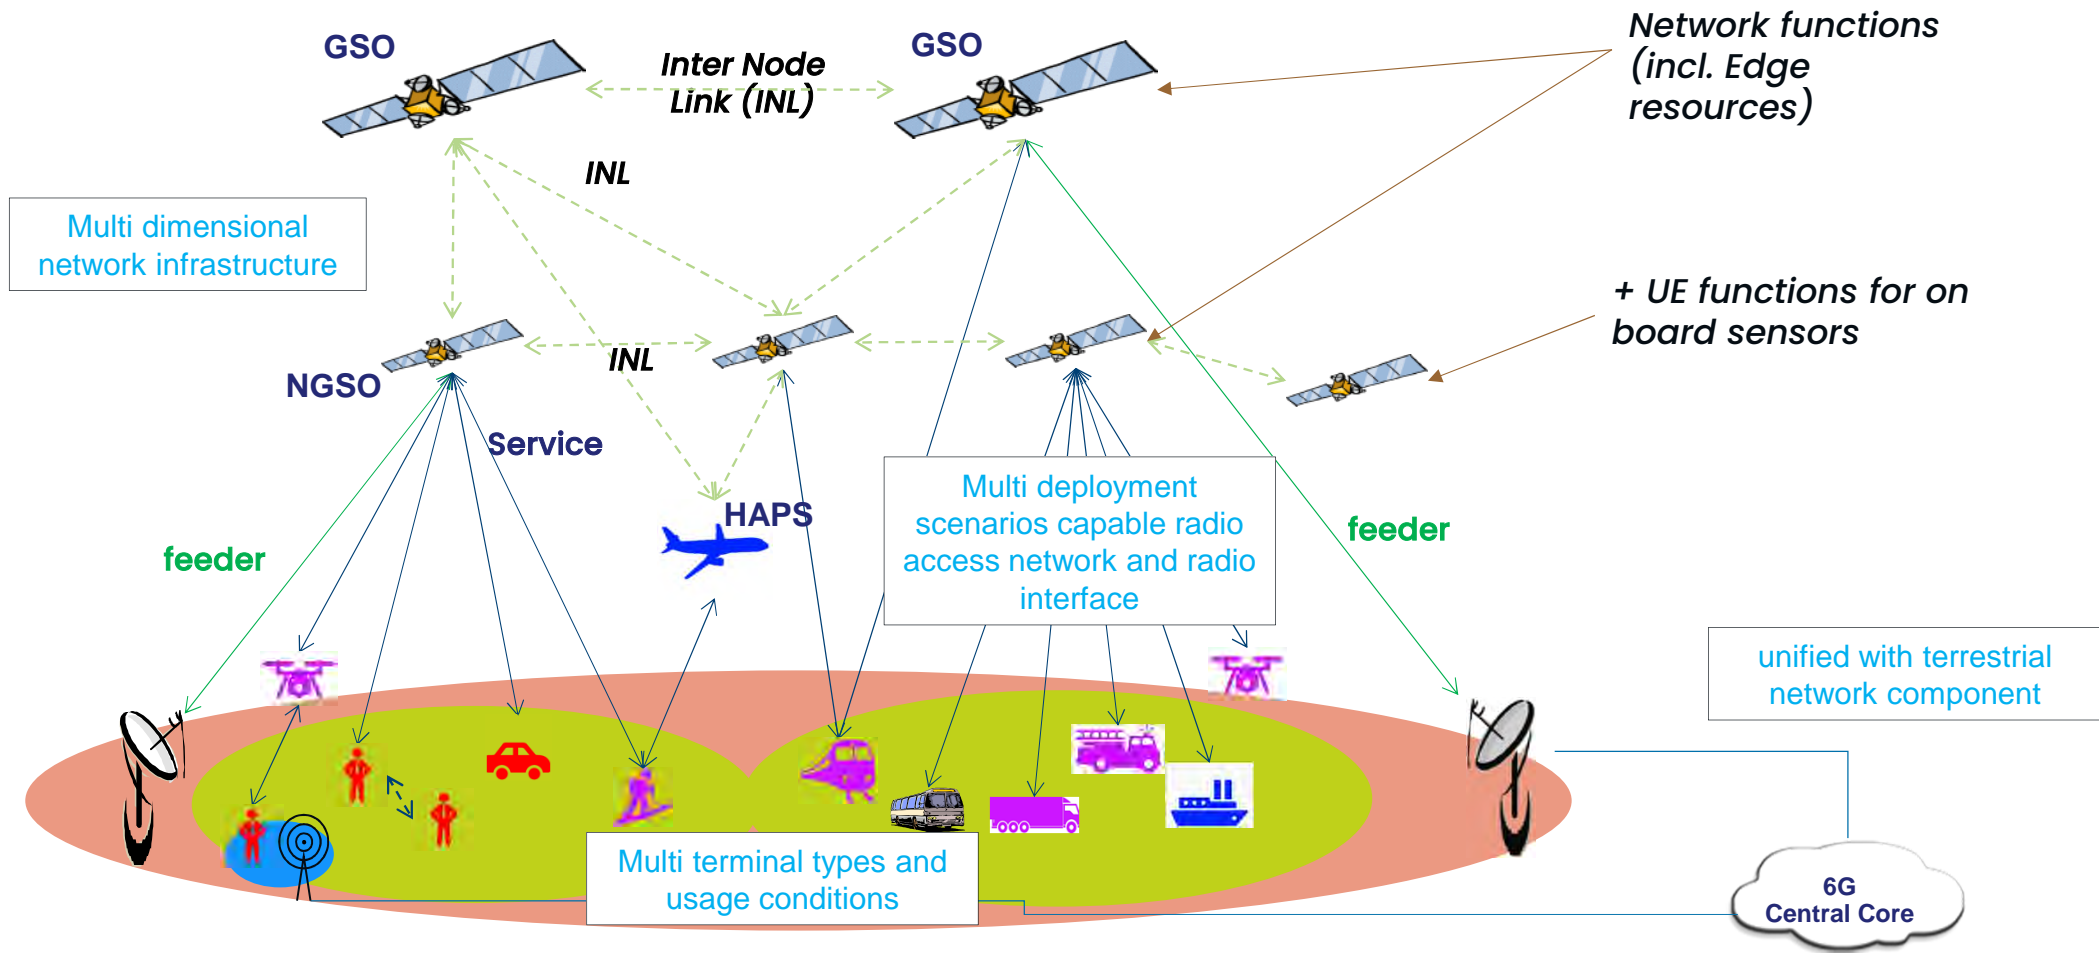 GSO
Inter Node
Link (INL)
GSO
Network functions
(incl. Edge
resources)
INL
Multi dimensional
network infrastructure
+ UE functions for on
board sensors
INL
NGSO
Service
HAPS
Multi deployment
scenarios capable radio
access network and radio
interface
feeder
feeder
unified with terrestrial
network component
Multi terminal types and
usage conditions
6G
Central Core